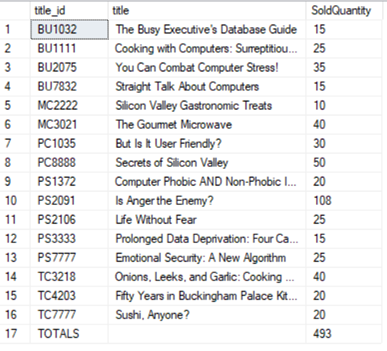 title_id title SoldQuantity
1 BU1032 The Busy Executive's Database Guide 15
2 BU1111 Cooking with Computers: Surreptitiou... 25
3 BU2075 You Can Combat Computer Stress! 35
4 BU7832 Straight Talk About Computers 15
5 MC2222 Silicon Valley Gastronomic Treats 10
6 MC3021 The Gourmet Microwave 40
7 PC1035 But Is It User Friendly? 30
8 PC8888 Secrets of Silicon Valley 50
9 PS1372 Computer Phobic AND Non-Phobic I... 20
10 PS2091 Is Anger the Enemy? 108
11 PS2106 Life Without Fear 25
12 PS3333 Prolonged Data Deprivation: Four Ca... 15
13 PS7777 Emotional Security: A New Algorithm 25
14 TC3218 Onions, Leeks, and Garlic: Cooking ... 40
15 TC4203 Fifty Years in Buckingham Palace Kit... 20
16 TC7777 Sushi, Anyone? 20
17 TOTALS 493